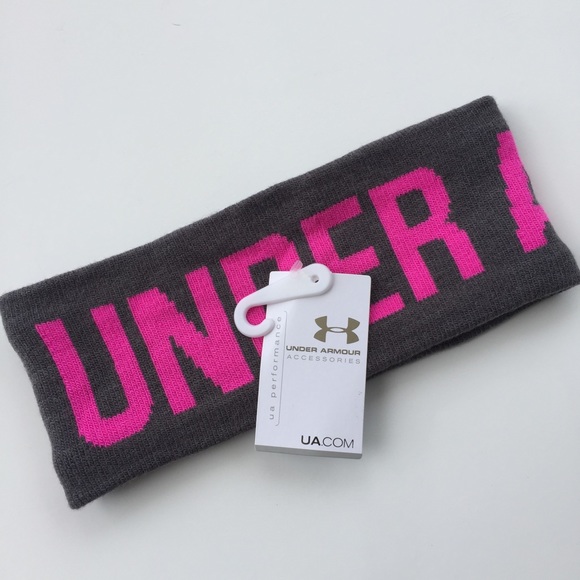 UNDER A
ua performance
UNDER ARMOUR
ACCESSORIES
UA.COM